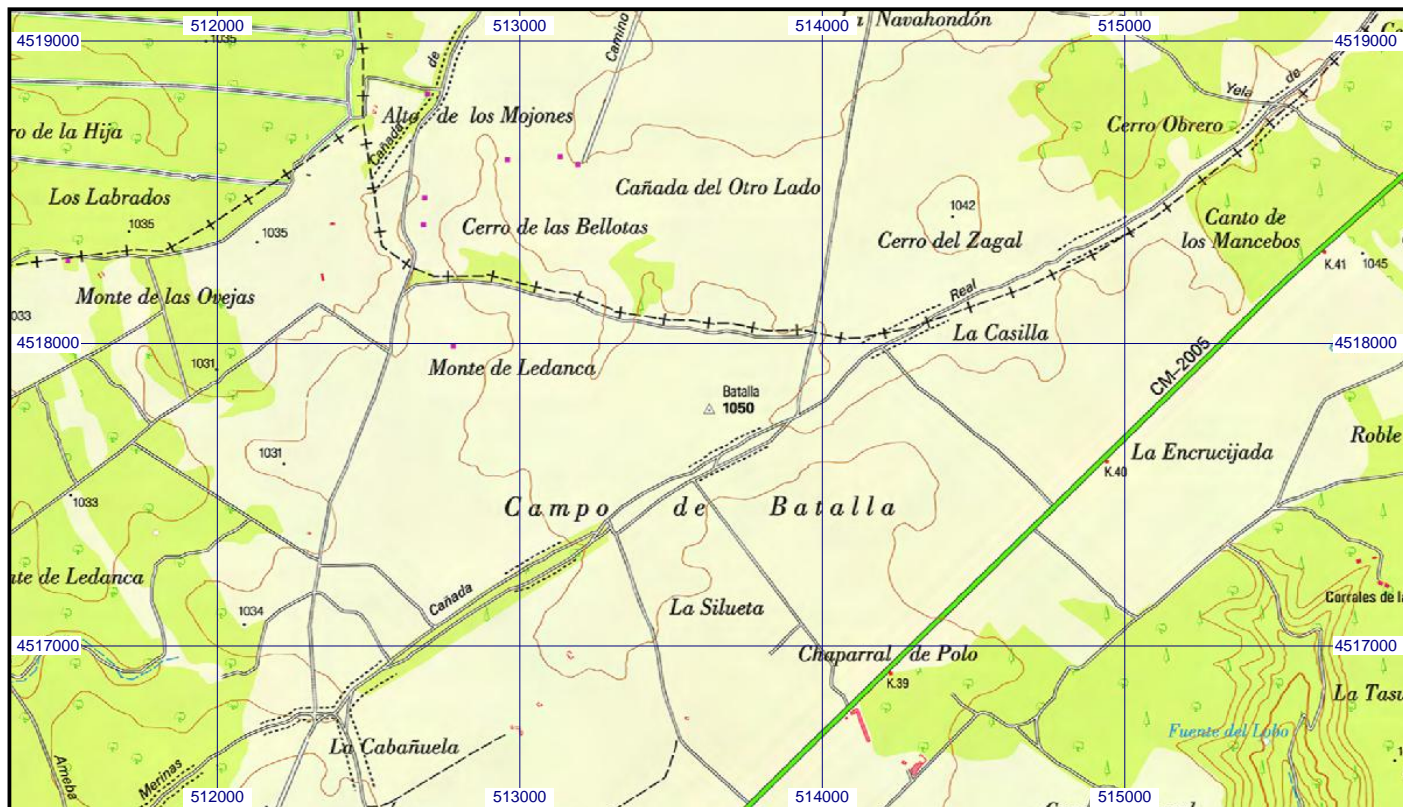 512000 513000 514000 515000
Navahondón
4519000 4519000
1035
de
Camino
de
Yela
Alto de los Mojones
Cerro Obrero
ro de la Hija
Cañada
Cañada del Otro Lado
Los Labrados
1035
1035
1042
Canto de
los Mancebos
Cerro de las Bellotas
Cerro del Zagal
K.41
1045
Monte de las Ovejas
Real
033
La Casilla
4518000 4518000
1031
Monte de Ledanca
CM-2005
Batalla
1050
Roble
1031
La Encrucijada
K.40
1033
Campo de Batalla
nte de Ledanca
Corrales de la
Cañada
1034
La Silueta
4517000 4517000
Chaparral de Polo
K.39
La Tasu
Fuente del Lobo
La Cabañuela
Merinas
Ameba
512000 513000 514000 515000